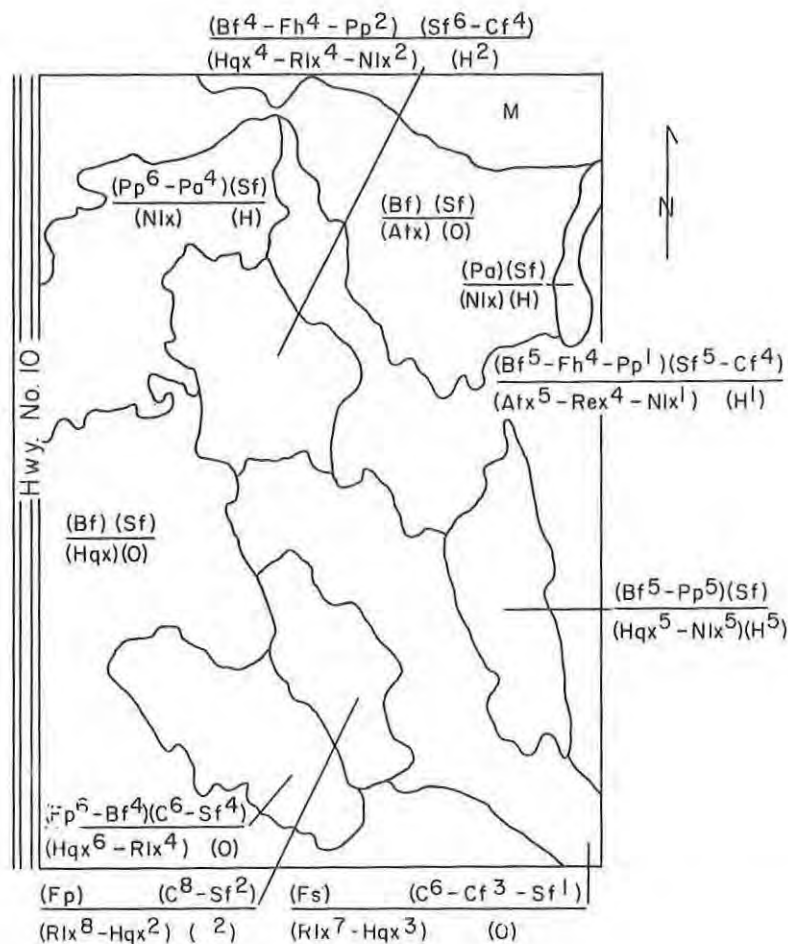 (Bf⁴-Fh⁴-Pp²) (Sf⁶-Cf⁴)
(Hqx⁴-Rlx⁴-Nlx²) (H²)
M
N
(Pp⁶-Pa⁴)(Sf)
(Nlx) (H)
(Bf) (Sf)
(Atx) (O)
(Pa)(Sf)
(Nlx)(H)
(Bf⁵-Fh⁴-Pp¹)(Sf⁵-Cf⁴)
(Atx⁵-Rex⁴-Nlx¹) (H¹)
Hwy. No. 10
(Bf) (Sf)
(Hqx)(O)
(Bf⁵-Pp⁵)(Sf)
(Hqx⁵-Nlx⁵)(H⁵)
(Fp⁶-Bf⁴)(C⁶-Sf⁴)
(Hqx⁶-Rlx⁴) (O)
(Fp) (C⁸-Sf²)
(Rlx⁸-Hqx²) ( ²)
(Fs) (C⁶-Cf³-Sf¹)
(Rlx⁷-Hqx³) (O)